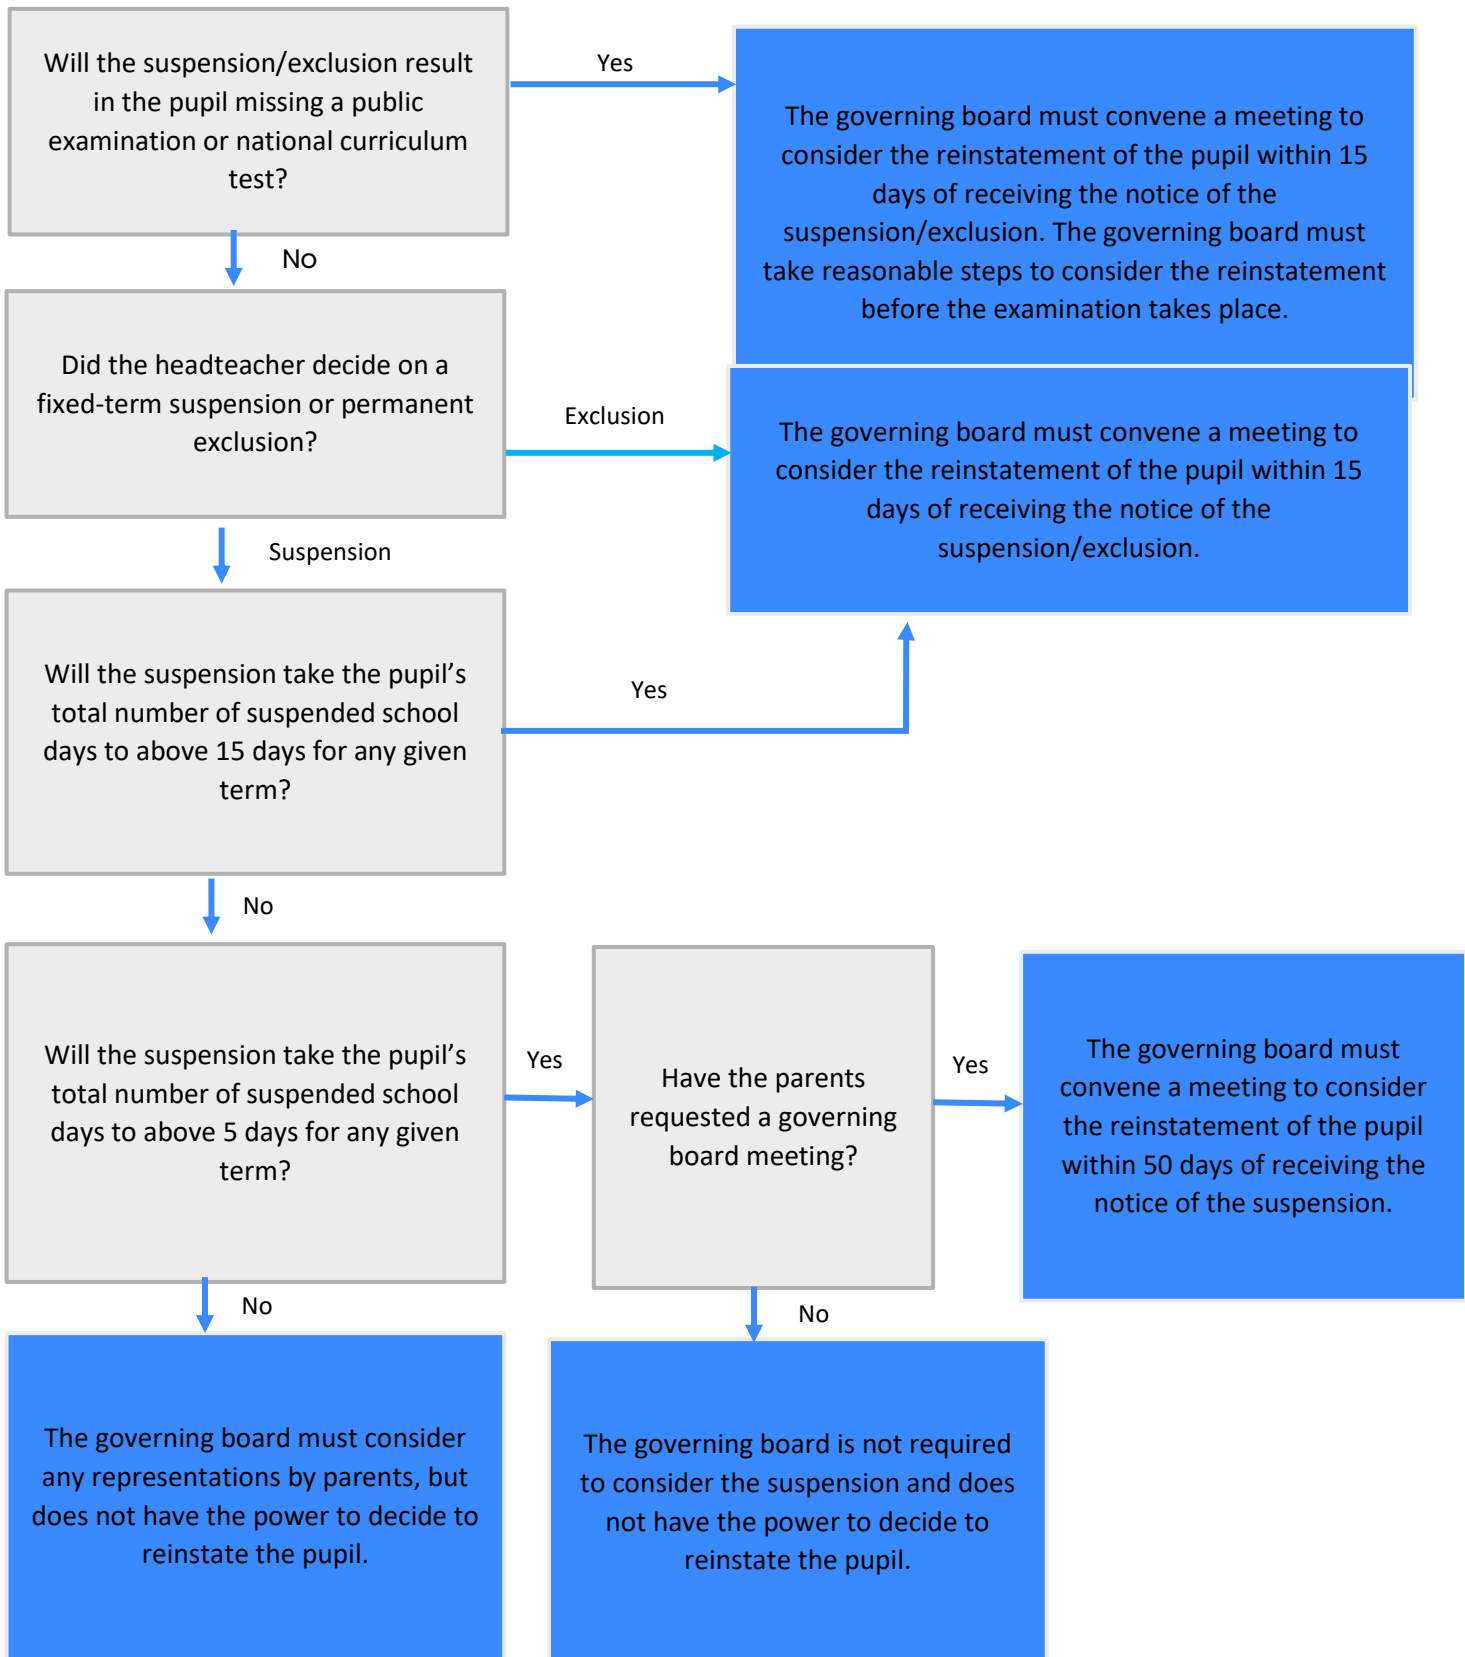 Will the suspension/exclusion result
in the pupil missing a public
examination or national curriculum
test?
Yes
The governing board must convene a meeting to
consider the reinstatement of the pupil within 15
days of receiving the notice of the
suspension/exclusion. The governing board must
take reasonable steps to consider the reinstatement
before the examination takes place.
No
Did the headteacher decide on a
fixed-term suspension or permanent
exclusion?
Exclusion
The governing board must convene a meeting to
consider the reinstatement of the pupil within 15
days of receiving the notice of the
suspension/exclusion.
Suspension
Will the suspension take the pupil’s
total number of suspended school
days to above 15 days for any given
term?
Yes
No
Will the suspension take the pupil’s
total number of suspended school
days to above 5 days for any given
term?
Yes
Have the parents
requested a governing
board meeting?
Yes
The governing board must
convene a meeting to consider
the reinstatement of the pupil
within 50 days of receiving the
notice of the suspension.
No
No
The governing board must consider
any representations by parents, but
does not have the power to decide to
reinstate the pupil.
The governing board is not required
to consider the suspension and does
not have the power to decide to
reinstate the pupil.